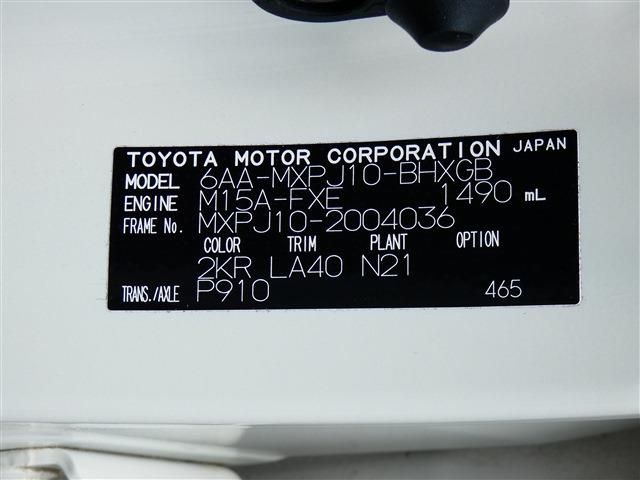 TOYOTA MOTOR CORPORATION JAPAN
MODEL 6AA-MXPJ10-BHXGB
ENGINE M15A-FXE 1490 mL
FRAME No. MXPJ10-2004036
COLOR TRIM PLANT OPTION
2KR LA40 N21
TRANS./AXLE P910 465